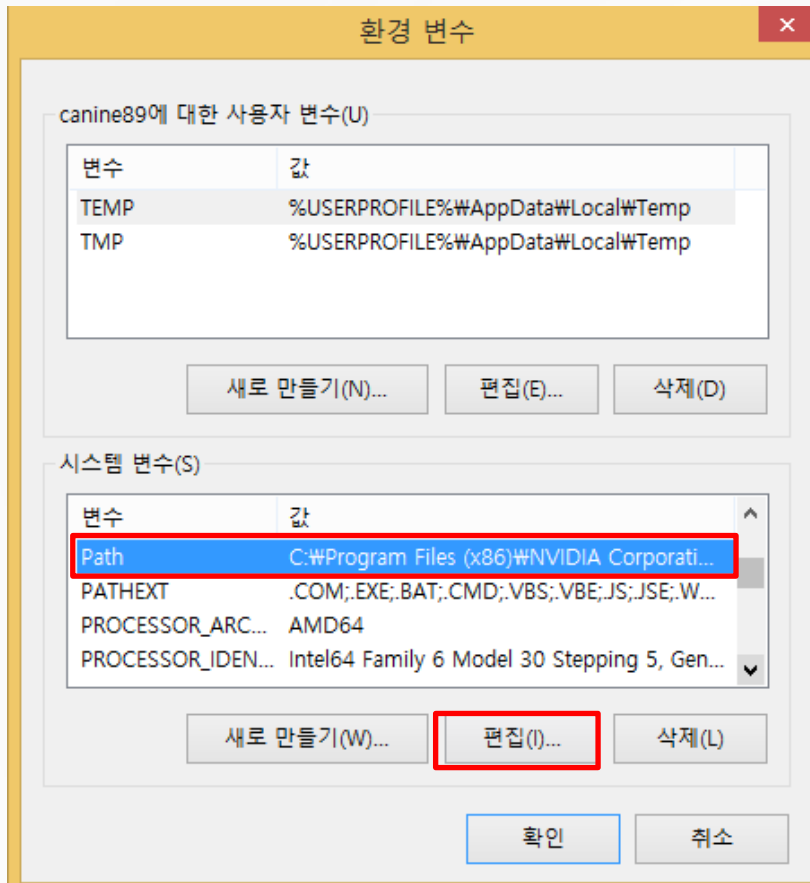 환경 변수
canine89에 대한 사용자 변수(U)
변수 값
TEMP %USERPROFILE%₩AppData₩Local₩Temp
TMP %USERPROFILE%₩AppData₩Local₩Temp
새로 만들기(N)... 편집(E)... 삭제(D)
시스템 변수(S)
변수 값
Path C:₩Program Files (x86)₩NVIDIA Corporati...
PATHEXT .COM;.EXE;.BAT;.CMD;.VBS;.VBE;.JS;.JSE;.W...
PROCESSOR_ARC... AMD64
PROCESSOR_IDEN... Intel64 Family 6 Model 30 Stepping 5, Gen...
새로 만들기(W)... 편집(I)... 삭제(L)
확인 취소